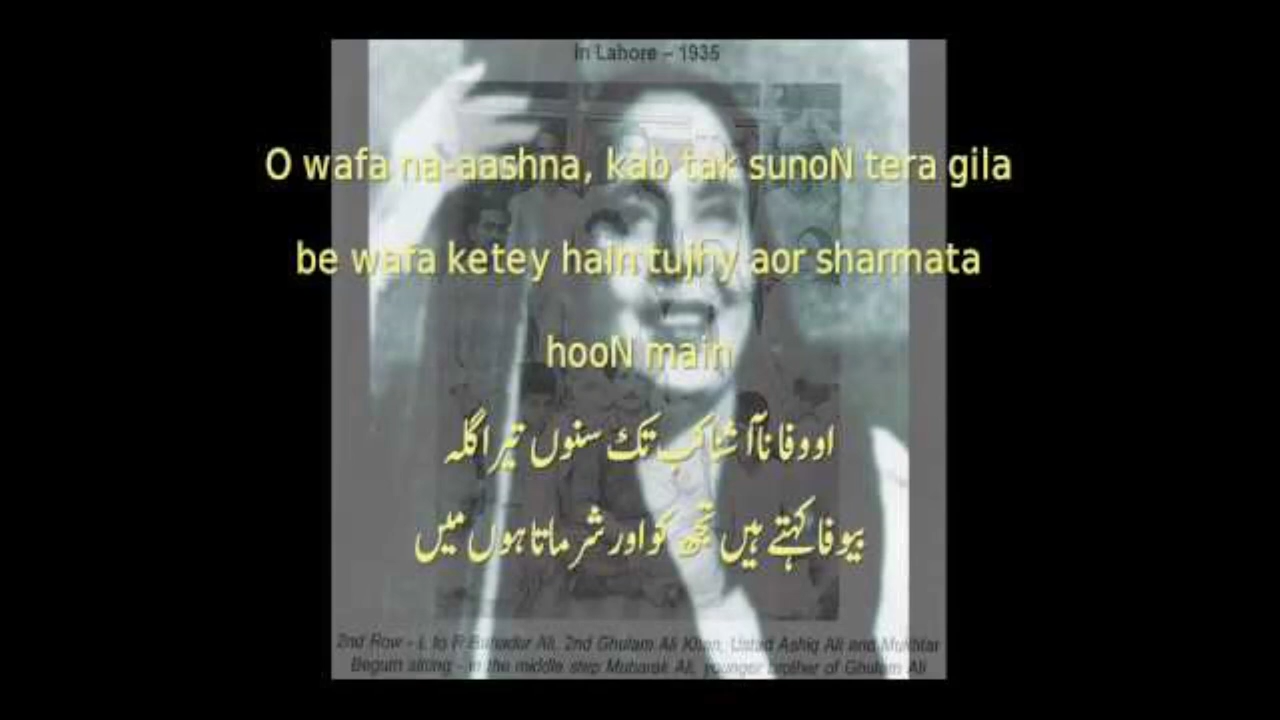 in Lahore – 1935
O wafa na-aashna, kab tak sunoN tera gila
be wafa ketey hain tujhy aor sharmata
hooN main
او وفا ناآشنا کب تک سنوں تیرا گلہ
بیوفا کہتے ہیں تجھ کو اور شرماتا ہوں میں
2nd Row - L to R Bahadur Ali, 2nd Ghulam Ali Khan, Ustad Ashiq Ali and Mukhtar
Begum sitting - in the middle step Mubarak Ali, younger brother of Ghulam Ali